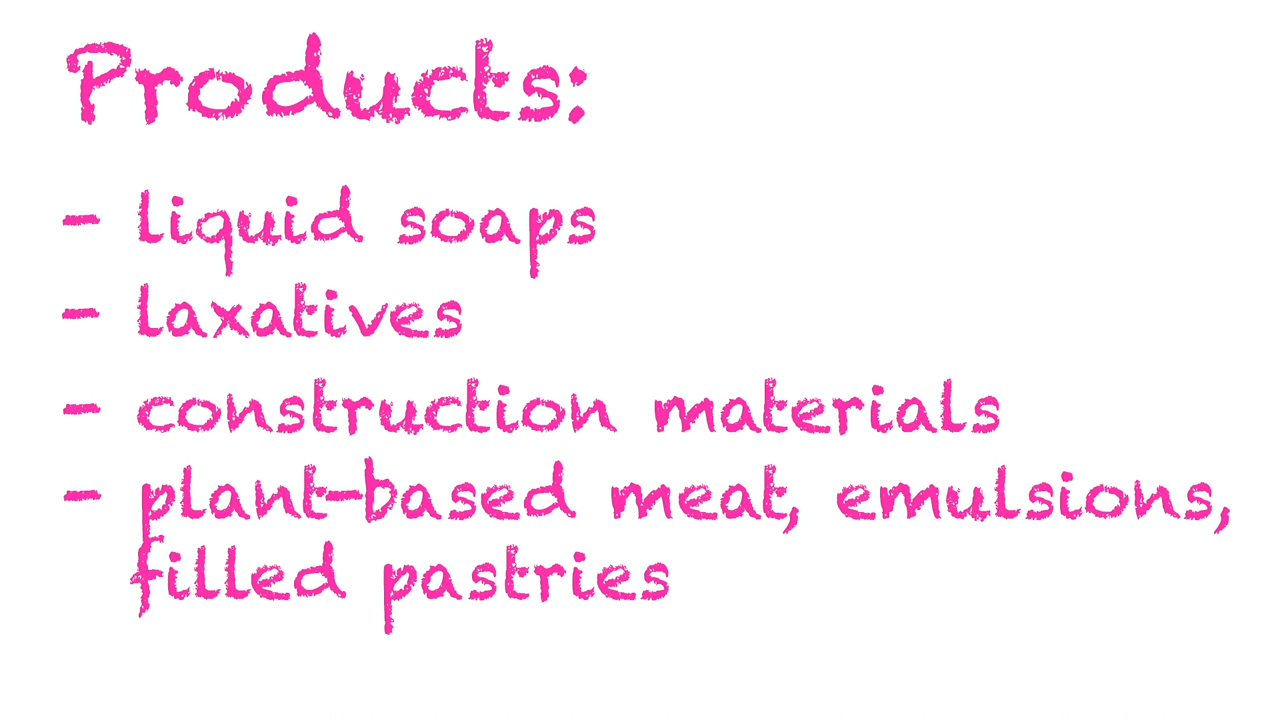 Products:
- liquid soaps
- laxatives
- construction materials
- plant-based meat, emulsions,
filled pastries